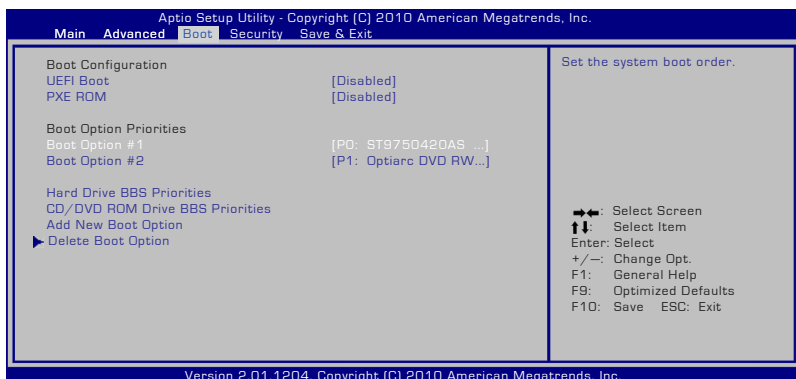 Aptio Setup Utility - Copyright (C) 2010 American Megatrends, Inc.
Main Advanced Boot Security Save & Exit
Boot Configuration
UEFI Boot [Disabled]
PXE ROM [Disabled]
Boot Option Priorities
Boot Option #1 [P0: ST9750420AS ...]
Boot Option #2 [P1: Optiarc DVD RW...]
Hard Drive BBS Priorities
CD/DVD ROM Drive BBS Priorities
Add New Boot Option
Delete Boot Option
Set the system boot order.
→←: Select Screen
↑↓: Select Item
Enter: Select
+/—: Change Opt.
F1: General Help
F9: Optimized Defaults
F10: Save ESC: Exit
Version 2.01.1204. Copyright (C) 2010 American Megatrends, Inc.